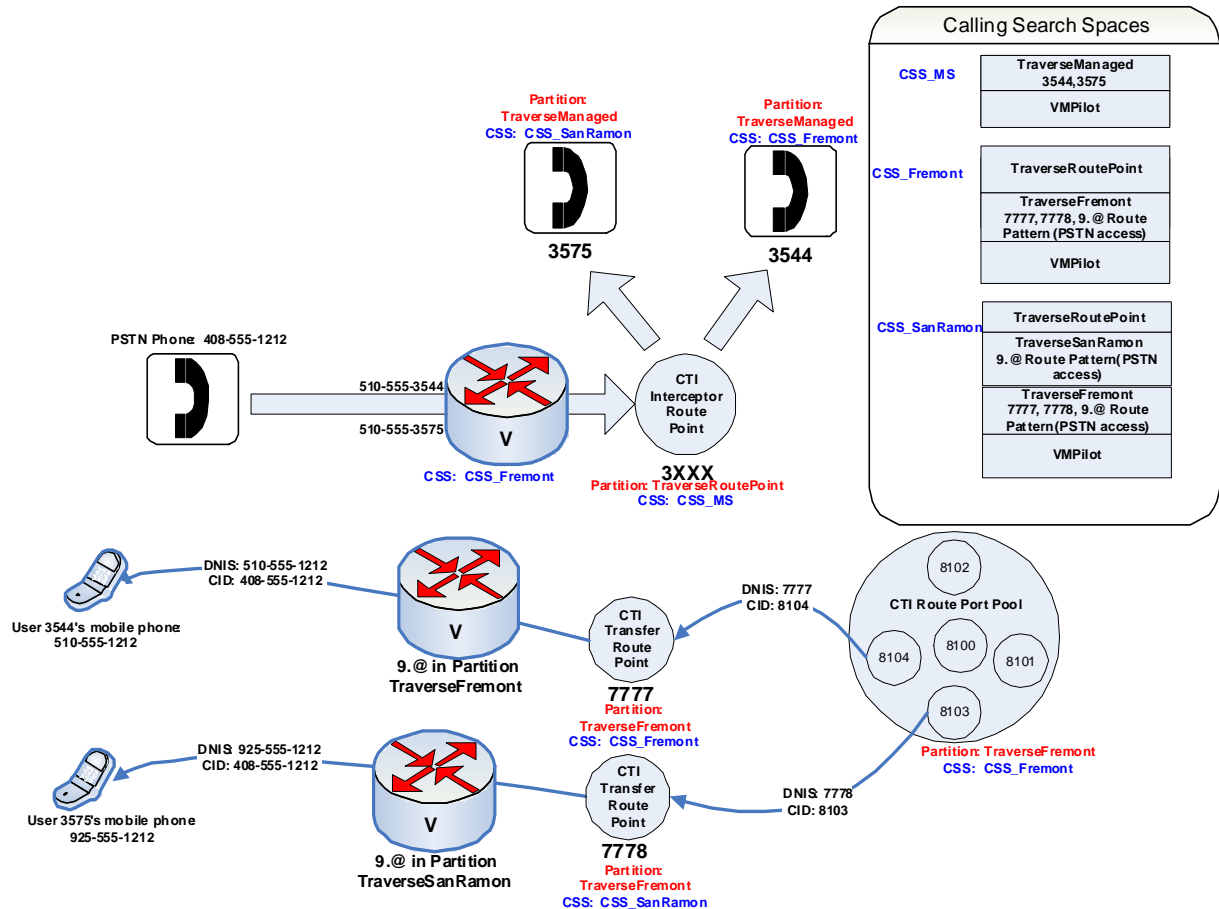 Calling Search Spaces
CSS_MS
TraverseManaged
3544,3575
VMPilot
CSS_Fremont
TraverseRoutePoint
TraverseFremont
7777, 7778, 9.@ Route
Pattern (PSTN access)
VMPilot
CSS_SanRamon
TraverseRoutePoint
TraverseSanRamon
9.@ Route Pattern(PSTN
access)
TraverseFremont
7777, 7778, 9.@ Route
Pattern(PSTN access)
VMPilot
Partition:
TraverseManaged
CSS: CSS_SanRamon
3575
Partition:
TraverseManaged
CSS: CSS_Fremont
3544
PSTN Phone: 408-555-1212
510-555-3544
510-555-3575
V
CSS: CSS_Fremont
CTI
Interceptor
Route
Point
3XXX
Partition: TraverseRoutePoint
CSS: CSS_MS
User 3544's mobile phone:
510-555-1212
DNIS: 510-555-1212
CID: 408-555-1212
V
9.@ in Partition
TraverseFremont
CTI
Transfer
Route
Point
7777
Partition:
TraverseFremont
CSS: CSS_Fremont
DNIS: 7777
CID: 8104
CTI Route Port Pool
8102
8104
8100
8101
8103
Partition: TraverseFremont
CSS: CSS_Fremont
User 3575's mobile phone
925-555-1212
DNIS: 925-555-1212
CID: 408-555-1212
V
9.@ in Partition
TraverseSanRamon
CTI
Transfer
Route
Point
7778
Partition:
TraverseFremont
CSS: CSS_SanRamon
DNIS: 7778
CID: 8103